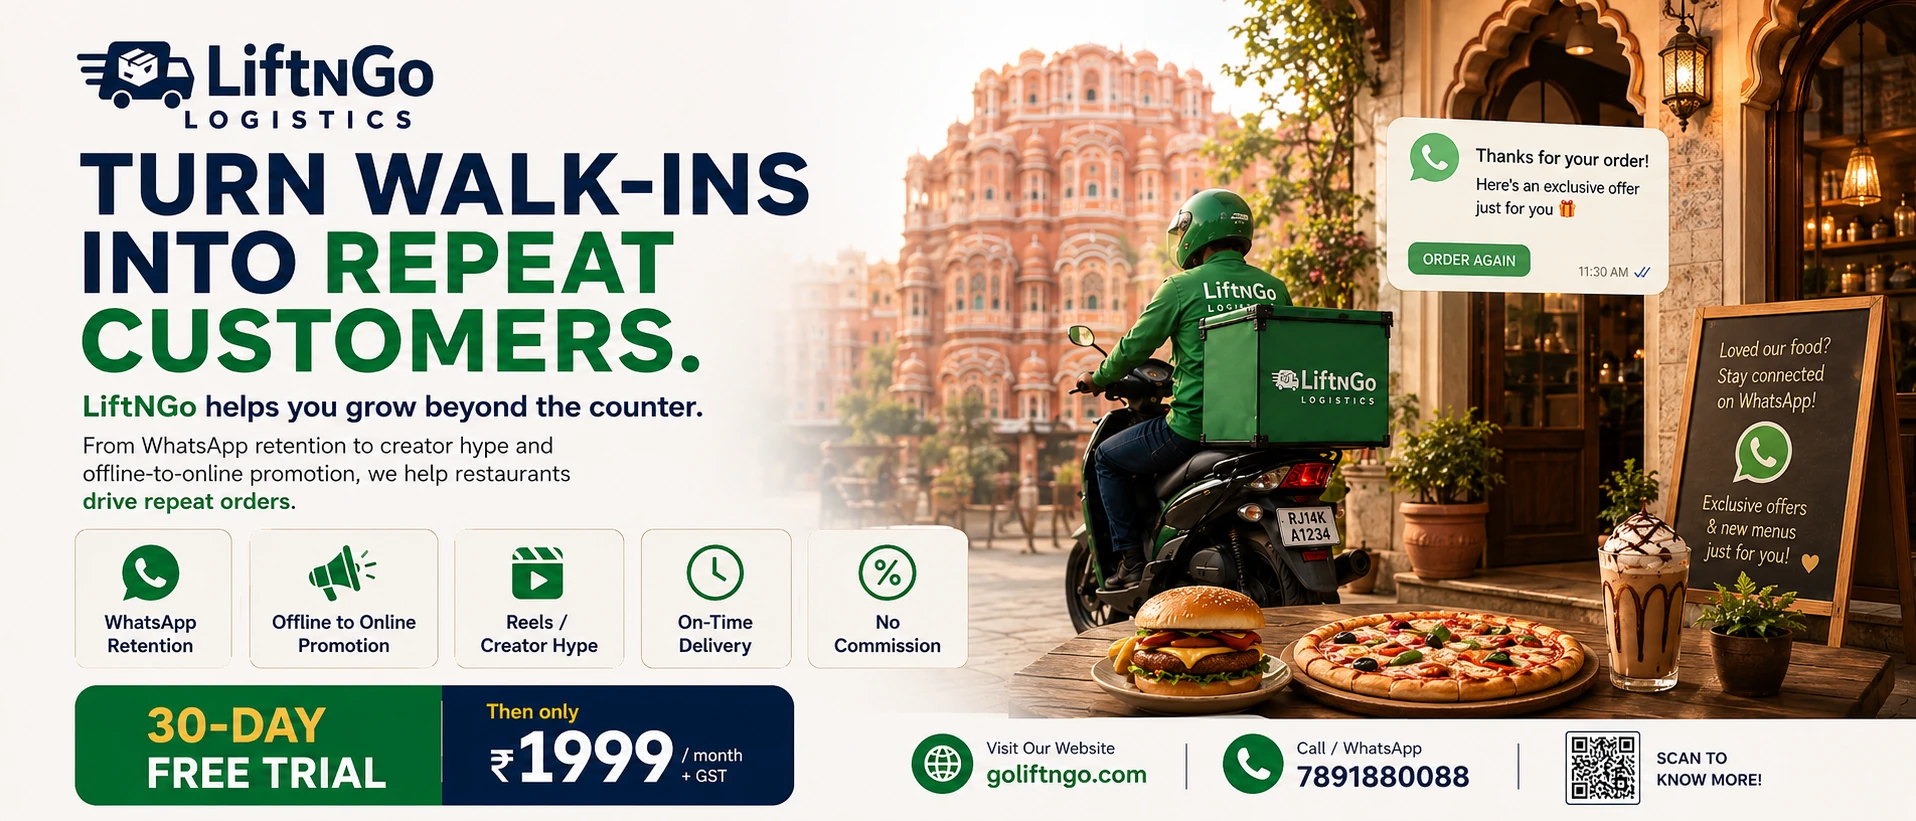 LiftNGo
LOGISTICS
TURN WALK-INS
INTO REPEAT
CUSTOMERS.
LiftNGo helps you grow beyond the counter.
From WhatsApp retention to creator hype and
offline-to-online promotion, we help restaurants
drive repeat orders.
WhatsApp
Retention
Offline to Online
Promotion
Reels /
Creator Hype
On-Time
Delivery
No
Commission
30-DAY
FREE TRIAL
Then only
₹1999 / month
+ GST
Thanks for your order!
Here's an exclusive offer
just for you 🎁
ORDER AGAIN
11:30 AM
LiftNGo
LOGISTICS
LiftNGo
LOGISTICS
RJ14K
A1234
Loved our food?
Stay connected
on WhatsApp!
Exclusive offers
& new menus
just for you!
Visit Our Website
goliftngo.com
Call / WhatsApp
7891880088
SCAN TO
KNOW MORE!